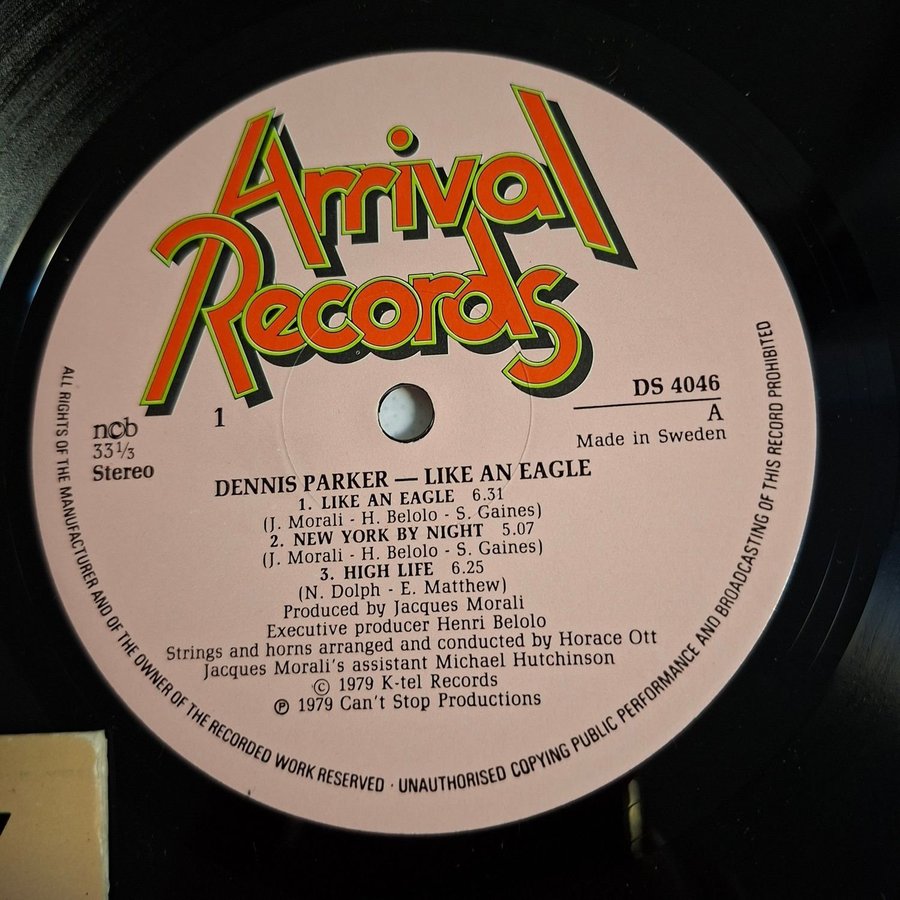 Arrival
Records
1
ncb
33⅓
Stereo
DS 4046
A
Made in Sweden
DENNIS PARKER — LIKE AN EAGLE
1. LIKE AN EAGLE 6.31
(J. Morali - H. Belolo - S. Gaines)
2. NEW YORK BY NIGHT 5.07
(J. Morali - H. Belolo - S. Gaines)
3. HIGH LIFE 6.25
(N. Dolph - E. Matthew)
Produced by Jacques Morali
Executive producer Henri Belolo
Strings and horns arranged and conducted by Horace Ott
Jacques Morali's assistant Michael Hutchinson
© 1979 K-tel Records
℗ 1979 Can't Stop Productions
ALL RIGHTS OF THE MANUFACTURER AND OF THE OWNER OF THE RECORDED WORK RESERVED · UNAUTHORISED COPYING PUBLIC PERFORMANCE AND BROADCASTING OF THIS RECORD PROHIBITED